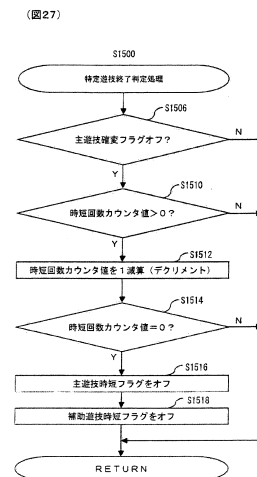 (図27)
S1500
特定遊技終了判定処理
S1506
主遊技確変フラグオフ?
N
Y
S1510
時短回数カウンタ値>0?
N
Y
S1512
時短回数カウンタ値を1減算(デクリメント)
S1514
時短回数カウンタ値=0?
N
Y
S1516
主遊技時短フラグをオフ
S1518
補助遊技時短フラグをオフ
RETURN